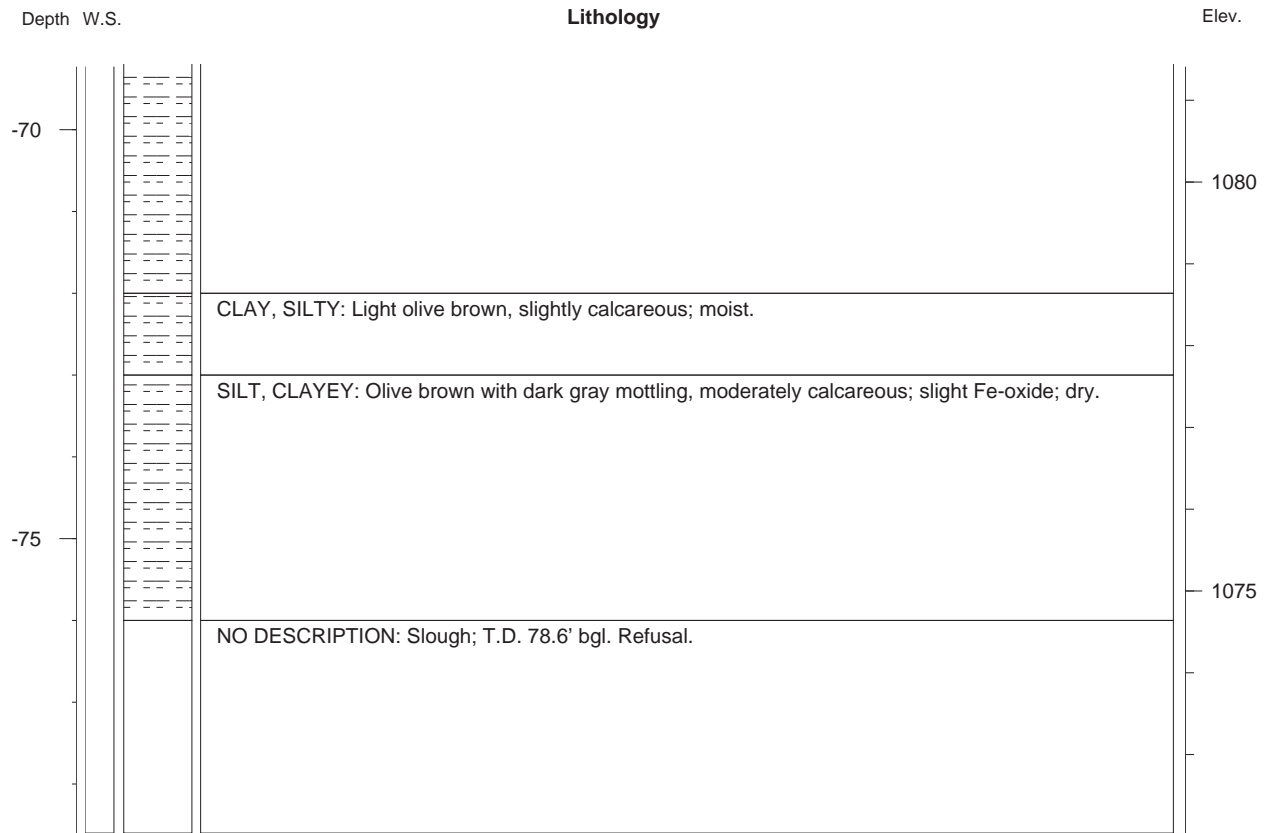 Depth W.S. Lithology Elev.
-70
1080
CLAY, SILTY: Light olive brown, slightly calcareous; moist.
SILT, CLAYEY: Olive brown with dark gray mottling, moderately calcareous; slight Fe-oxide; dry.
-75
1075
NO DESCRIPTION: Slough; T.D. 78.6' bgl. Refusal.